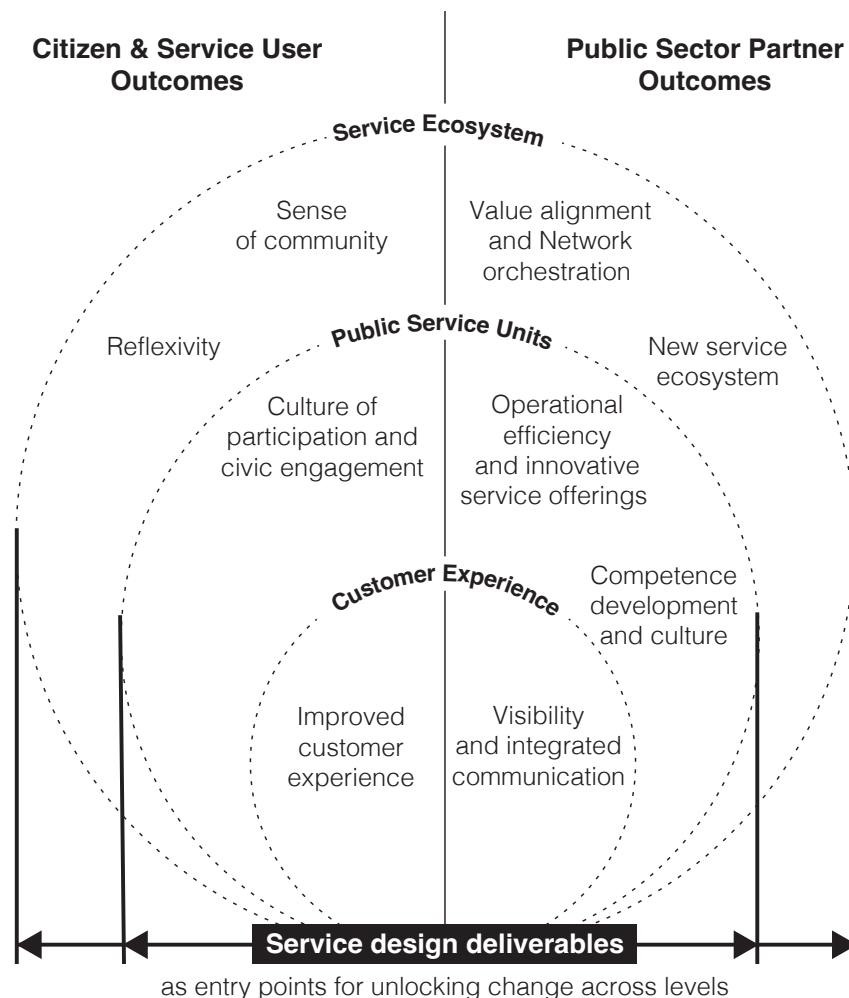 Citizen & Service User
Outcomes
Public Sector Partner
Outcomes
Service Ecosystem
Sense
of community
Value alignment
and Network
orchestration
Reflexivity
Public Service Units
New service
ecosystem
Culture of
participation and
civic engagement
Operational
efficiency
and innovative
service offerings
Customer Experience
Competence
development
and culture
Improved
customer
experience
Visibility
and integrated
communication
Service design deliverables
as entry points for unlocking change across levels